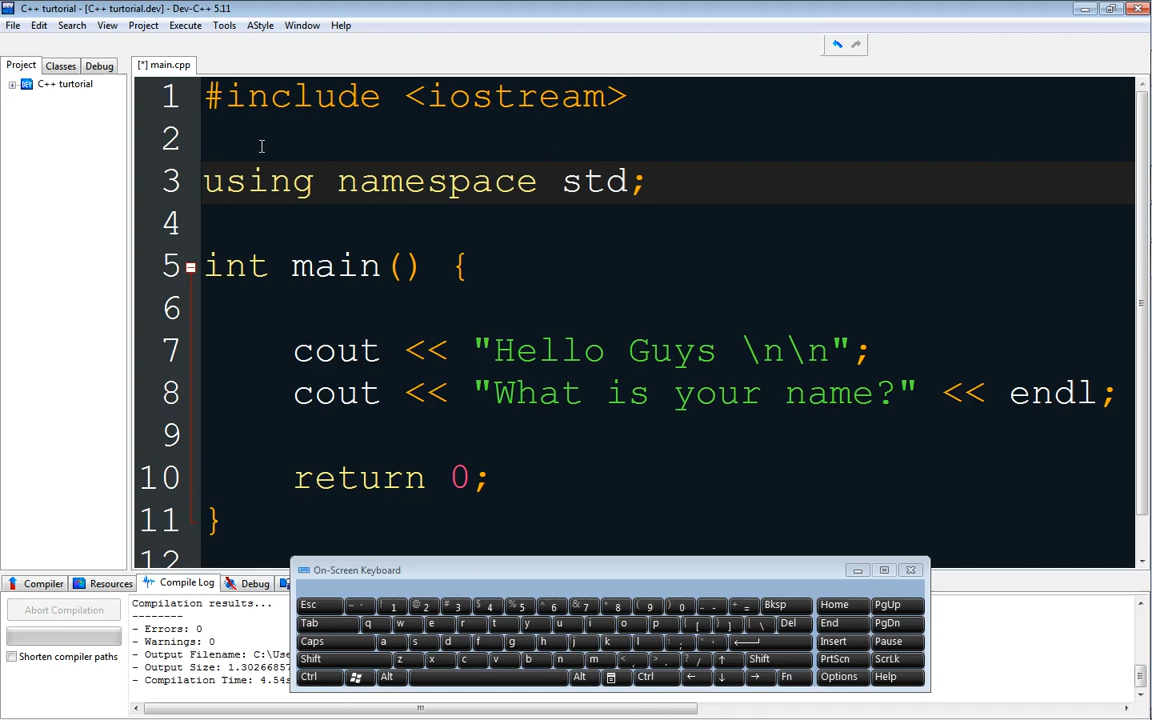 C++ turtorial - [C++ turtorial.dev] - Dev-C++ 5.11
File Edit Search View Project Execute Tools AStyle Window Help
Project Classes Debug
[*] main.cpp
C++ turtorial
1 #include <iostream>
2
3 using namespace std;
4
5 int main() {
6
7 cout << "Hello Guys \n\n";
8 cout << "What is your name?" << endl;
9
10 return 0;
11 }
12
Compiler Resources Compile Log Debug
Abort Compilation
Shorten compiler paths
Compilation results...
--------
- Errors: 0
- Warnings: 0
- Output Filename: C:\Use
- Output Size: 1.30266857
- Compilation Time: 4.54s
On-Screen Keyboard
Esc ~ ` ! 1 @ 2 # 3 $ 4 % 5 ^ 6 & 7 * 8 ( 9 ) 0 _ - + = Bksp Home PgUp
Tab q w e r t y u i o p { [ } ] | \ Del End PgDn
Caps a s d f g h j k l : ; " ' Insert Pause
Shift z x c v b n m < , > . ? / ↑ Shift PrtScn ScrLk
Ctrl Alt Alt Ctrl ← ↓ → Fn Options Help